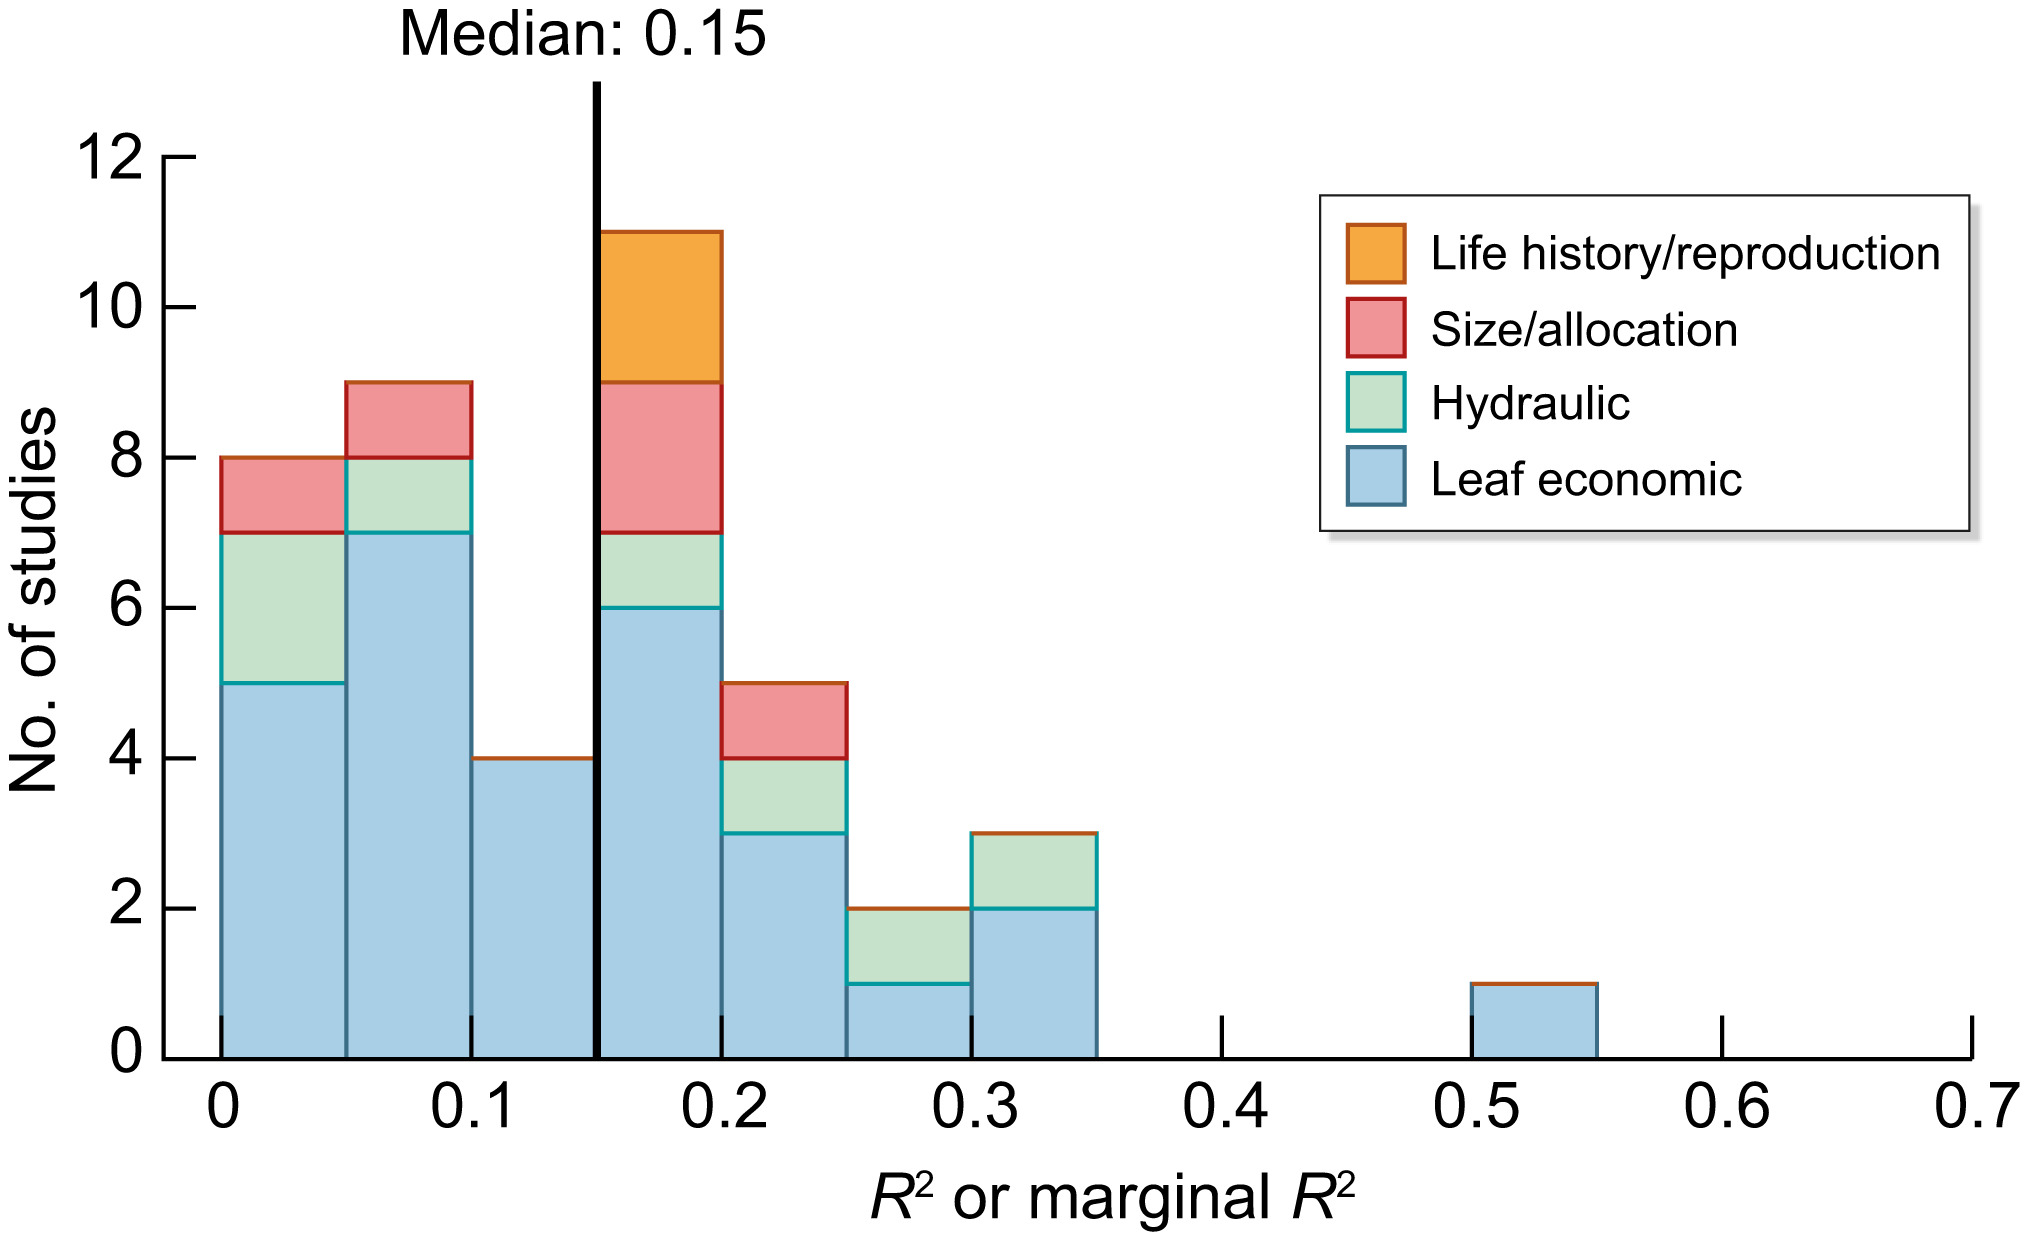 Median: 0.15
12
10
8
6
4
2
0
No. of studies
Life history/reproduction
Size/allocation
Hydraulic
Leaf economic
0 0.1 0.2 0.3 0.4 0.5 0.6 0.7
R² or marginal R²